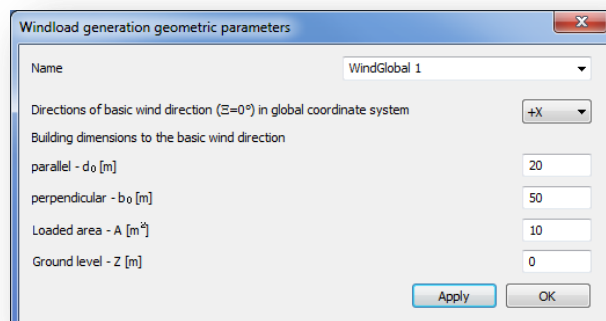 Windload generation geometric parameters
Name WindGlobal 1
Directions of basic wind direction (Ξ=0°) in global coordinate system +X
Building dimensions to the basic wind direction
parallel - d₀ [m] 20
perpendicular - b₀ [m] 50
Loaded area - A [m²] 10
Ground level - Z [m] 0
Apply OK